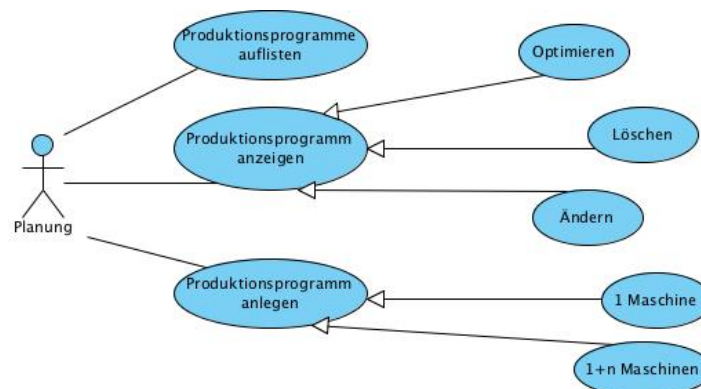 Produktionsprogramme
auflisten
Optimieren
Produktionsprogramm
anzeigen
Löschen
Planung
Ändern
Produktionsprogramm
anlegen
1 Maschine
1+n Maschinen